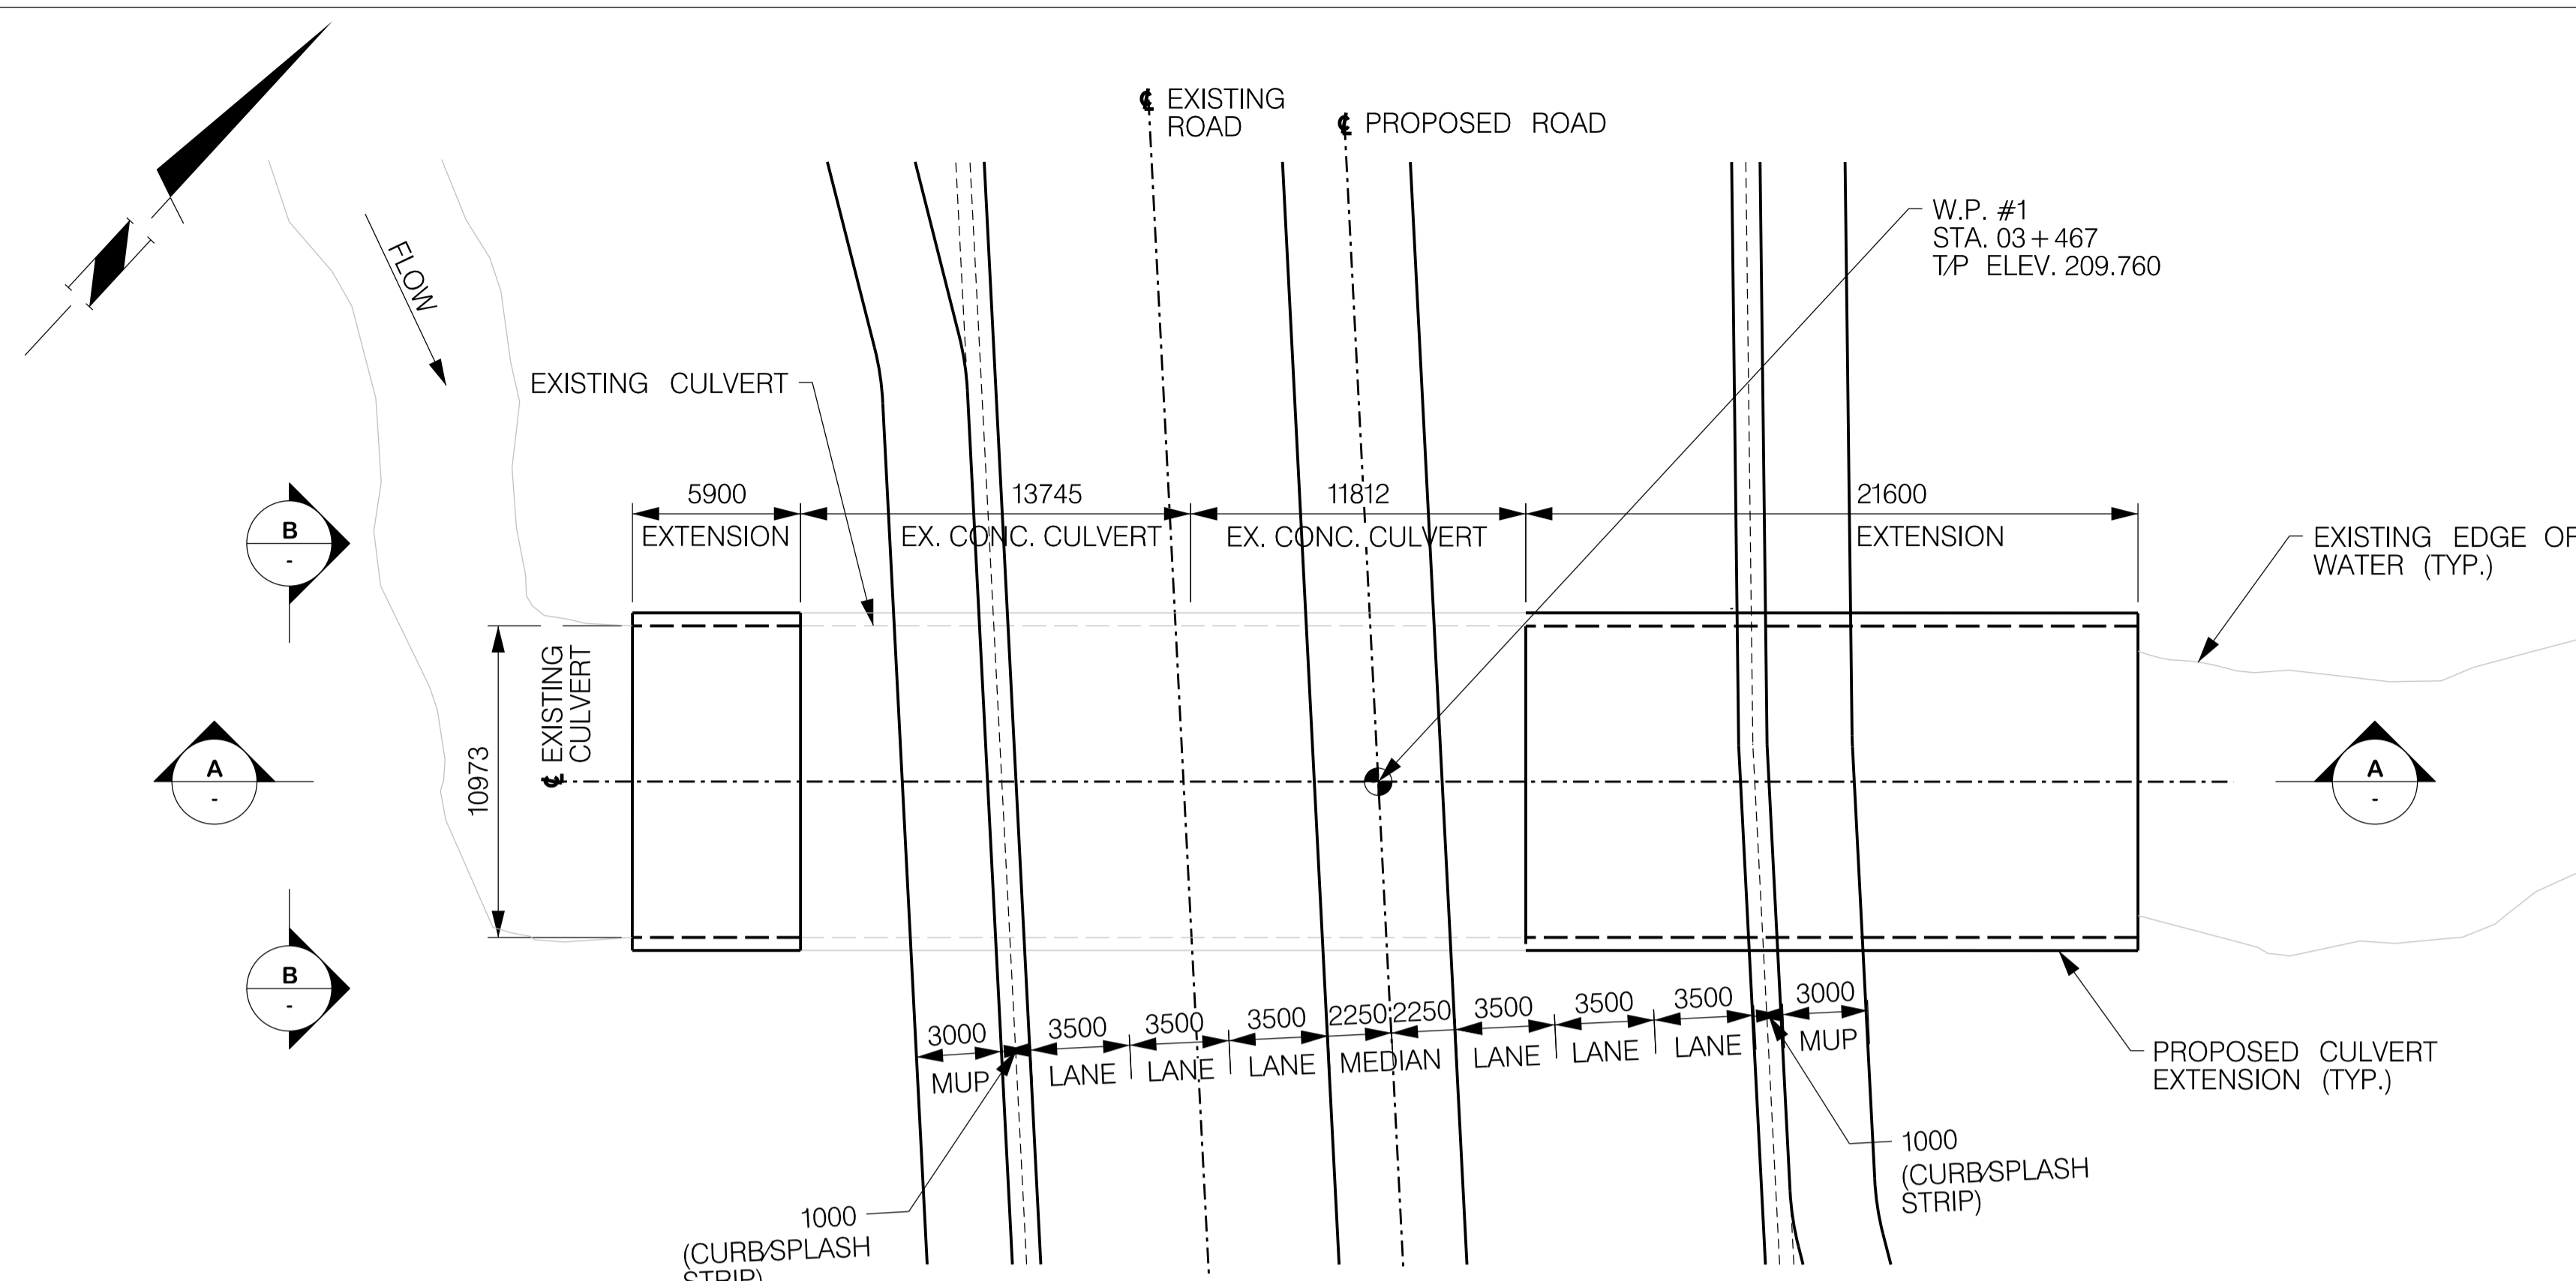 ℄ EXISTING
ROAD
℄ PROPOSED ROAD
W.P. #1
STA. 03+467
T/P ELEV. 209.760
FLOW
EXISTING CULVERT
5900
EXTENSION
13745
EX. CONC. CULVERT
11812
EX. CONC. CULVERT
21600
EXTENSION
EXISTING EDGE OF
WATER (TYP.)
B
-
A
-
B
-
10973
℄ EXISTING
CULVERT
A
-
3000
MUP
3500
LANE
3500
LANE
3500
LANE
2250
2250
MEDIAN
3500
LANE
3500
LANE
3500
LANE
3000
MUP
PROPOSED CULVERT
EXTENSION (TYP.)
1000
(CURB/SPLASH
STRIP)
1000
(CURB/SPLASH
STRIP)